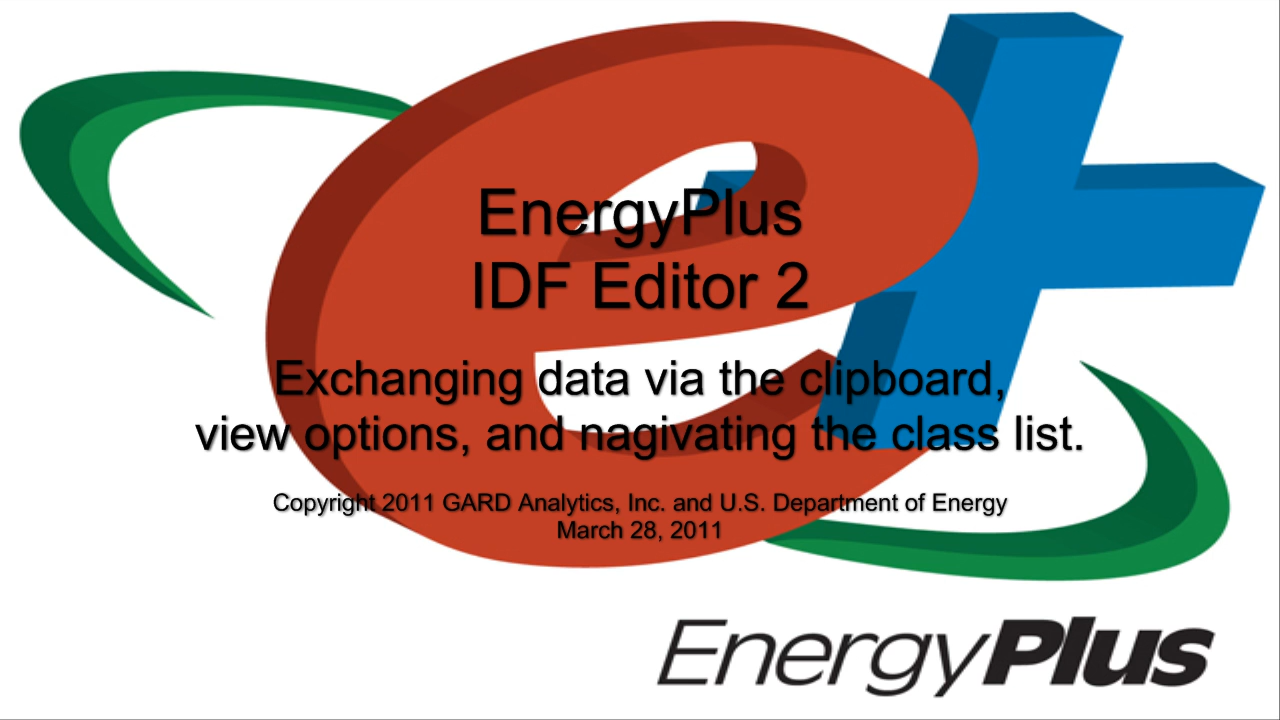 EnergyPlus
IDF Editor 2
Exchanging data via the clipboard,
view options, and nagivating the class list.
Copyright 2011 GARD Analytics, Inc. and U.S. Department of Energy
March 28, 2011
EnergyPlus